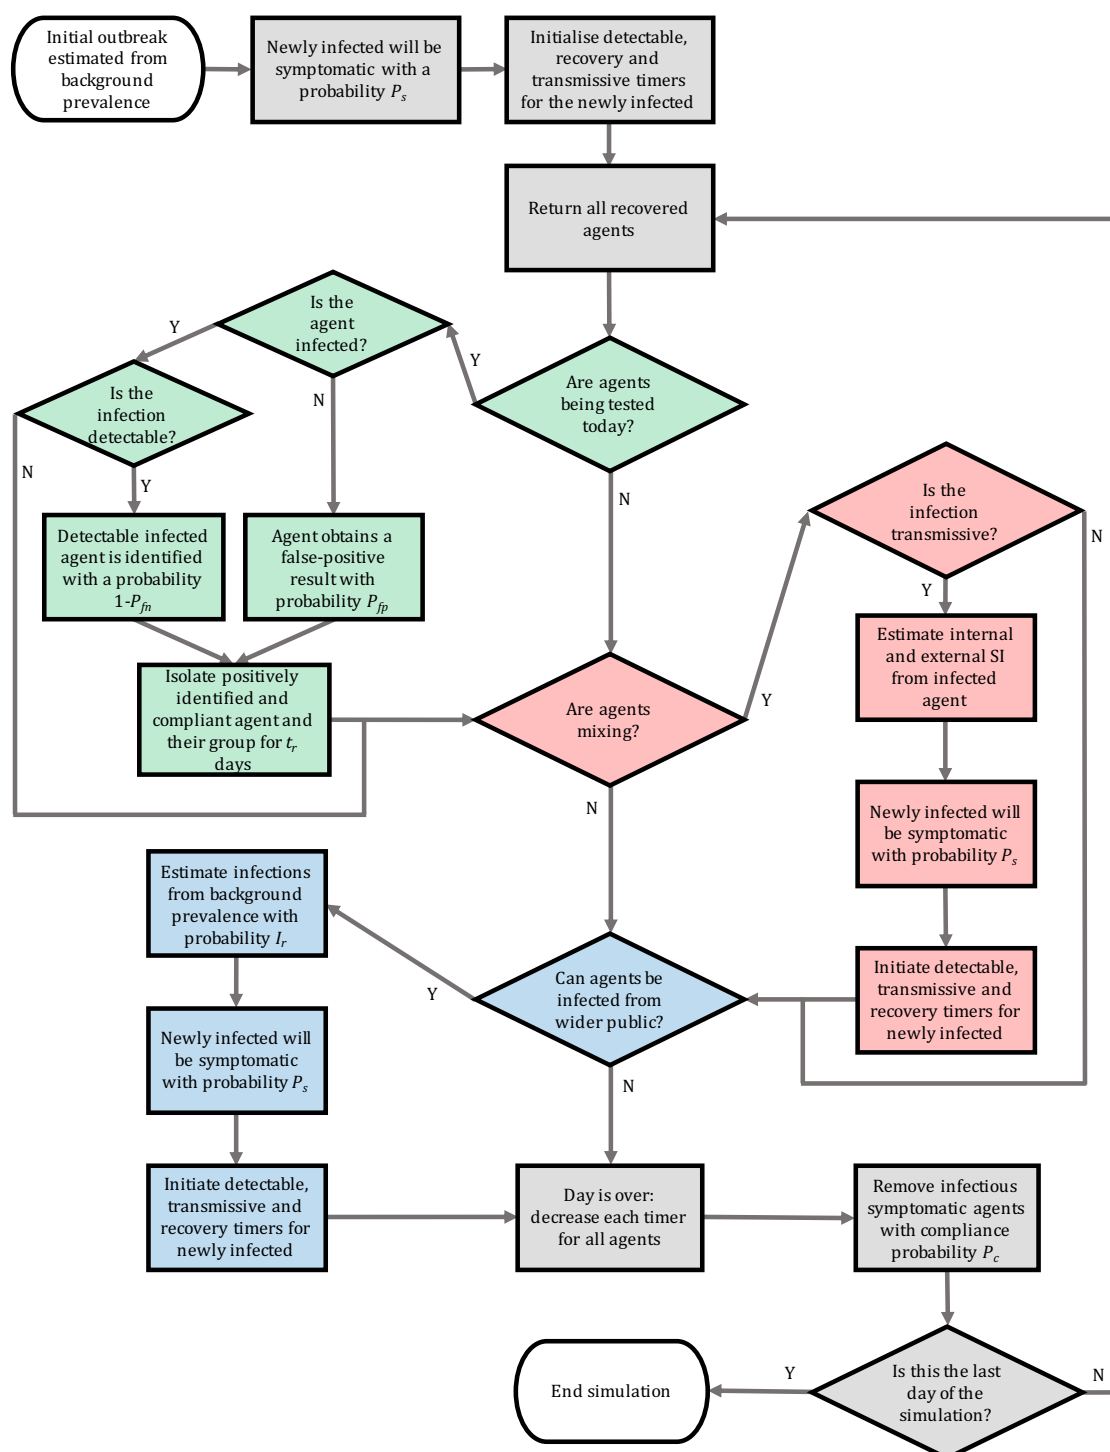 Initial outbreak
estimated from
background
prevalence
Newly infected will be
symptomatic with a
probability P_s
Initialise detectable,
recovery and
transmissive timers
for the newly infected
Return all recovered
agents
Is the
agent
infected?
Y
Y
N
Is the
infection
detectable?
N
Y
Are agents
being tested
today?
N
Is the
infection
transmissive?
N
Y
Detectable infected
agent is identified
with a probability
1-P_fn
Agent obtains a
false-positive
result with
probability P_fp
Isolate positively
identified and
compliant agent and
their group for t_r
days
Are agents
mixing?
Y
N
Estimate internal
and external SI
from infected
agent
Newly infected will
be symptomatic
with probability P_s
Initiate detectable,
transmissive and
recovery timers for
newly infected
Estimate infections
from background
prevalence with
probability I_r
Y
Can agents be
infected from
wider public?
N
Newly infected will
be symptomatic
with probability P_s
Initiate detectable,
transmissive and
recovery timers for
newly infected
Day is over:
decrease each timer
for all agents
Remove infectious
symptomatic agents
with compliance
probability P_c
Is this the last
day of the
simulation?
Y
N
End simulation